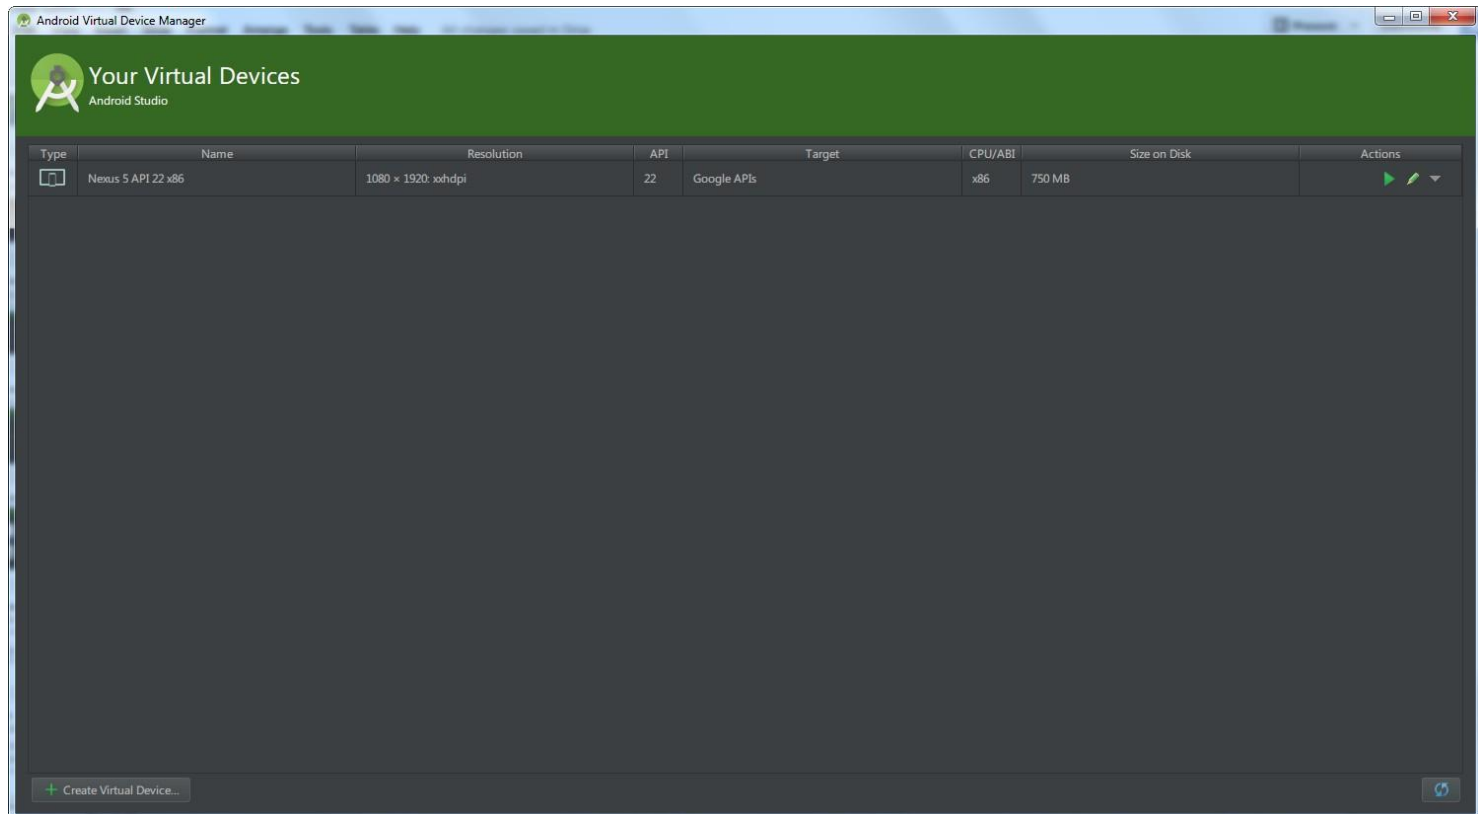 Android Virtual Device Manager
Your Virtual Devices
Android Studio
Type Name Resolution API Target CPU/ABI Size on Disk Actions
Nexus 5 API 22 x86 1080 × 1920: xxhdpi 22 Google APIs x86 750 MB
Create Virtual Device...